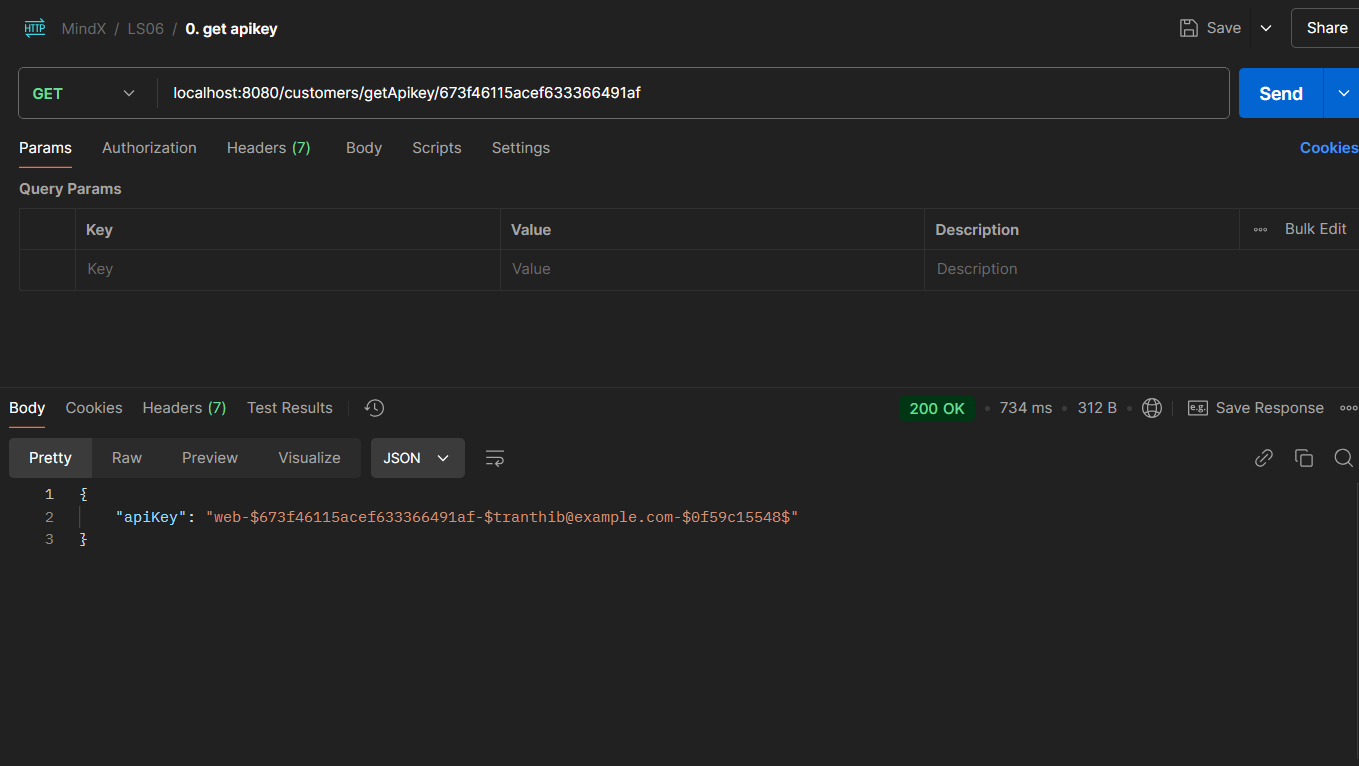 HTTP MindX / LS06 / 0. get apikey Save Share
GET localhost:8080/customers/getApikey/673f46115acef633366491af Send
Params Authorization Headers (7) Body Scripts Settings Cookies
Query Params
Key Value Description Bulk Edit
Key Value Description
Body Cookies Headers (7) Test Results 200 OK • 734 ms • 312 B • e.g. Save Response
Pretty Raw Preview Visualize JSON
1 {
2 "apiKey": "web-$673f46115acef633366491af-$tranthib@example.com-$0f59c15548$"
3 }